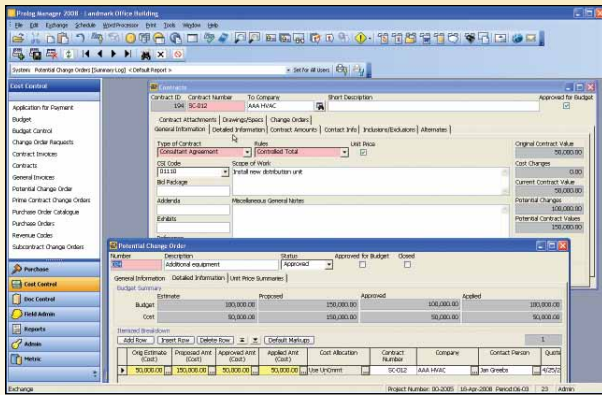 Prolog Manager 2008 - Landmark Office Building
File Edit Exchange Schedule WordProcessor Print Tools Window Help
System: Potential Change Orders [Summary Log] < Default Report >
Set for All Users
Cost Control
Application for Payment
Budget
Budget Control
Change Order Requests
Contract Invoices
Contracts
General Invoices
Potential Change Order
Prime Contract Change Orders
Purchase Order Catalogue
Purchase Orders
Revenue Codes
Subcontract Change Orders
Purchase
Cost Control
Doc Control
Field Admin
Reports
Admin
Metric
Exchange
Contracts
Contract ID Contract Number To Company Short Description Approved for Budget
194 SC-012 AAA HVAC
Contract Attachments Drawings/Specs Change Orders
General Information Detailed Information Contract Amounts Contact Info Inclusions/Exclusions Alternates
Type of Contract Rules Unit Price Original Contract Value
Consultant Agreement Controlled Total 50,000.00
CSI Code Scope of Work Cost Changes
01110 Install new distribution unit 0.00
Bid Package Current Contract Value
50,000.00
Addenda Miscellaneous General Notes Potential Changes
100,000.00
Exhibits Potential Contract Values
150,000.00
Potential Change Order
Number Description Status Approved for Budget Closed
Additional equipment Approved
General Information Detailed Information Unit Price Summaries
Budget Summary
Estimate Proposed Approved Applied
Budget 100,000.00 150,000.00 100,000.00 100,000.00
Cost 50,000.00 150,000.00 50,000.00 50,000.00
Itemized Breakdown
Add Row Insert Row Delete Row Default Markups 1
Orig Estimate (Cost) Proposed Amt (Cost) Approved Amt (Cost) Applied Amt (Cost) Cost Allocation Contract Number Company Contact Person
50,000.00 150,000.00 50,000.00 50,000.00 Use UnCmmt SC-012 AAA HVAC Jan Greebs
Project Number: 00-2005 16-Apr-2008 Period:06-03 23 Admin